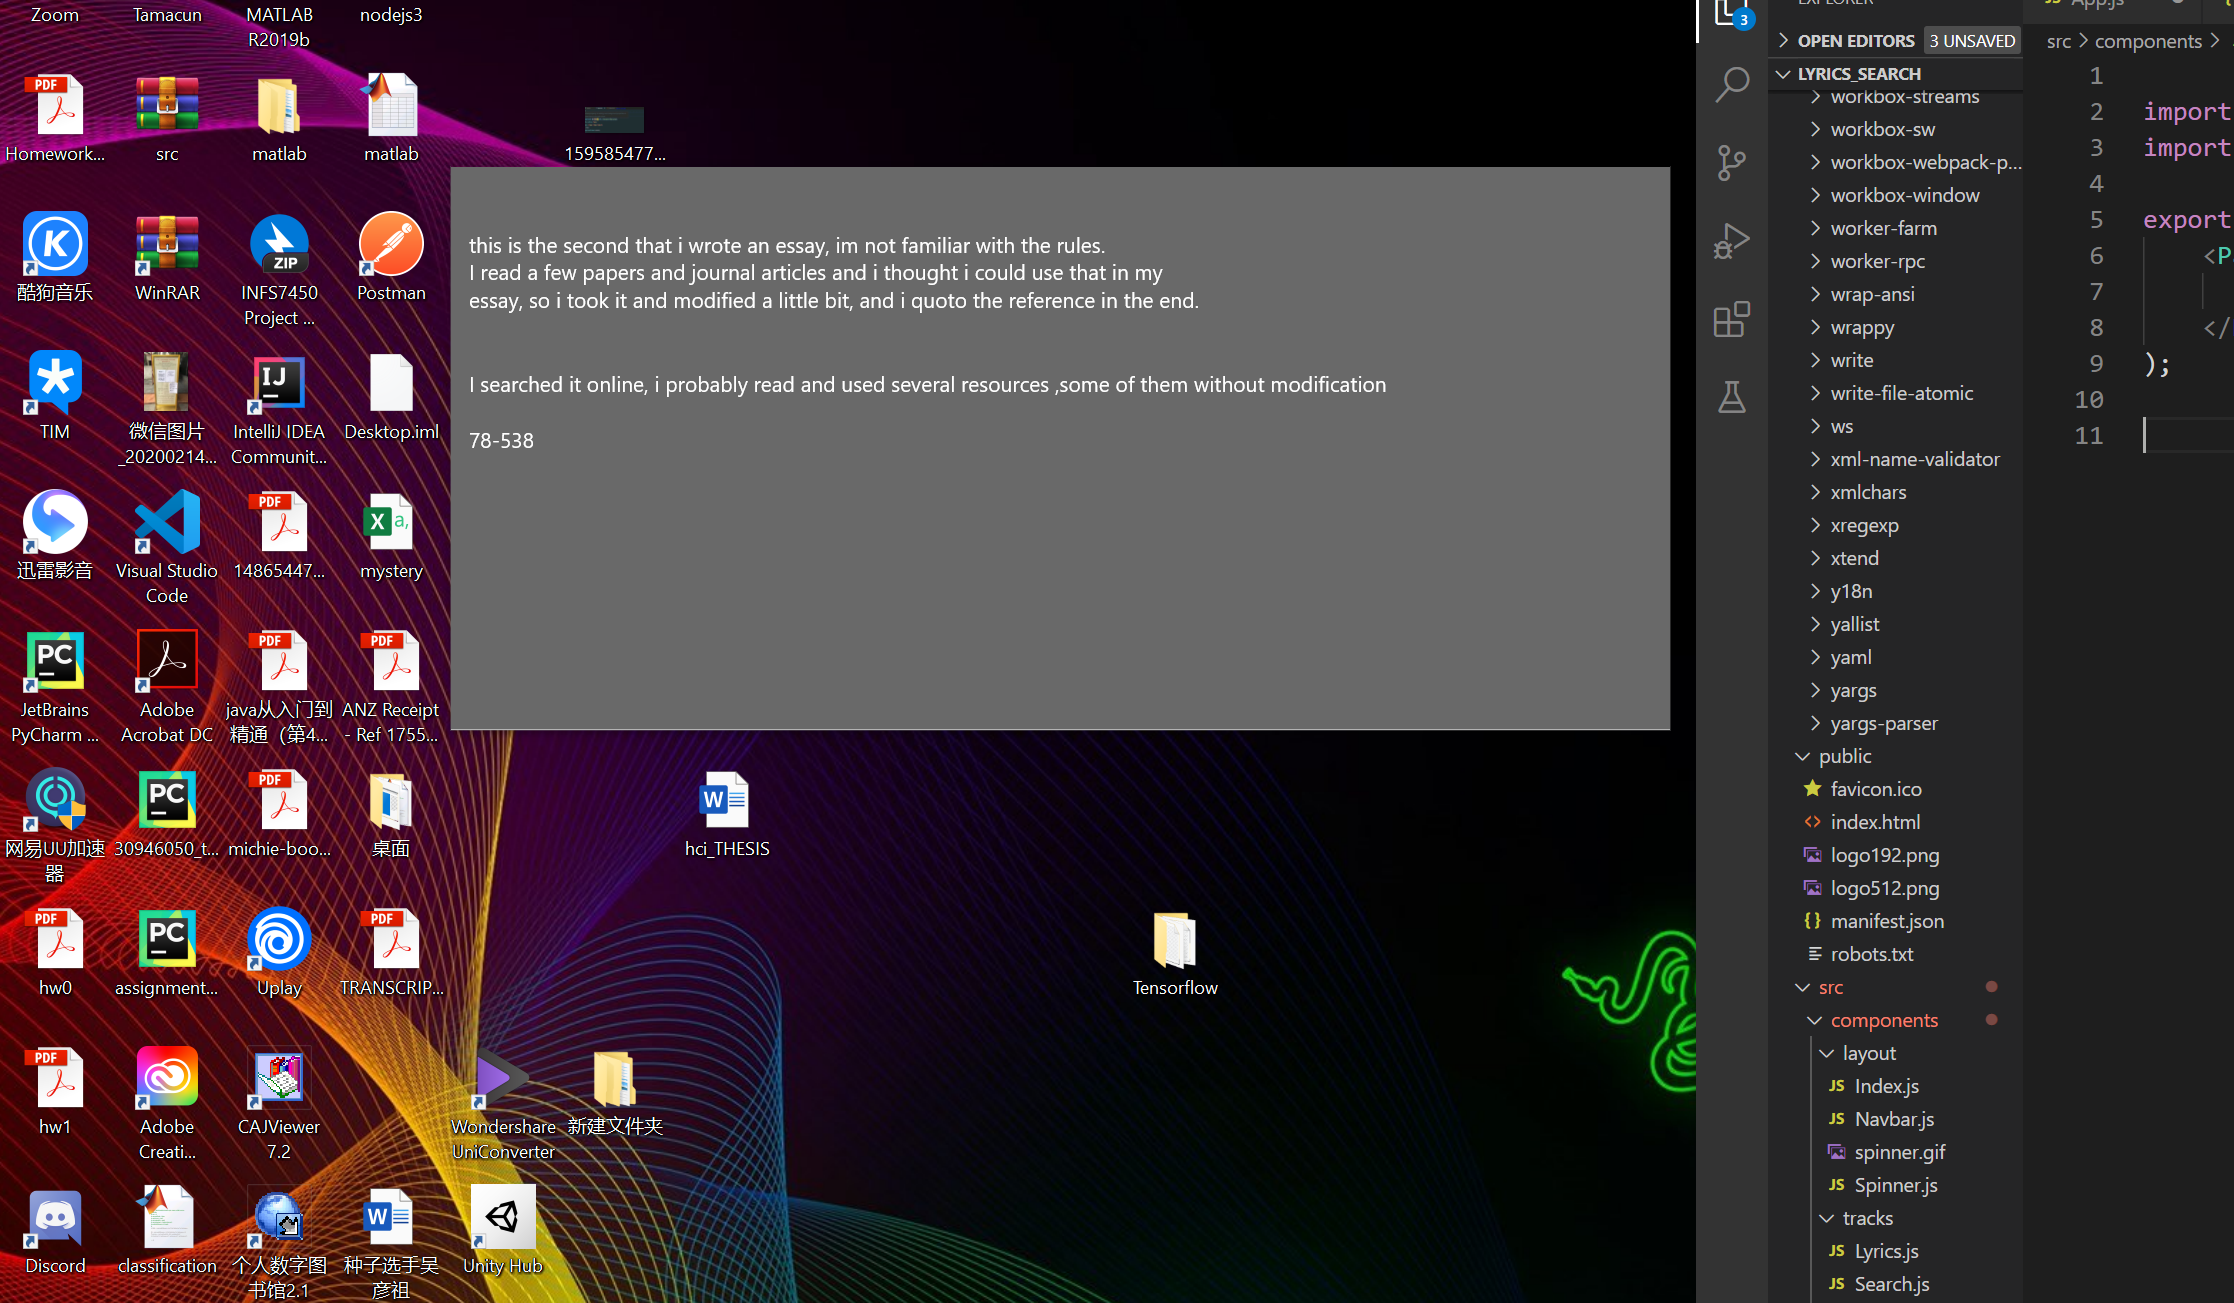 Zoom
Tamacun
MATLAB
R2019b
nodejs3
Homework...
src
matlab
matlab
159585477...
this is the second that i wrote an essay, im not familiar with the rules.
I read a few papers and journal articles and i thought i could use that in my
essay, so i took it and modified a little bit, and i quoto the reference in the end.
I searched it online, i probably read and used several resources ,some of them without modification
78-538
酷狗音乐
WinRAR
INFS7450
Project ...
Postman
TIM
微信图片
_20200214...
IntelliJ IDEA
Communit...
Desktop.iml
迅雷影音
Visual Studio
Code
14865447...
mystery
JetBrains
PyCharm ...
Adobe
Acrobat DC
java从入门到
精通（第4...
ANZ Receipt
- Ref 1755...
网易UU加速
器
30946050_t...
michie-boo...
桌面
hci_THESIS
hw0
assignment...
Uplay
TRANSCRIP...
Tensorflow
hw1
Adobe
Creati...
CAJViewer
7.2
Wondershare
UniConverter
新建文件夹
Discord
classification
个人数字图
书馆2.1
种子选手吴
彦祖
Unity Hub
3
EXPLORER
OPEN EDITORS 3 UNSAVED
LYRICS_SEARCH
workbox-streams
workbox-sw
workbox-webpack-p...
workbox-window
worker-farm
worker-rpc
wrap-ansi
wrappy
write
write-file-atomic
ws
xml-name-validator
xmlchars
xregexp
xtend
y18n
yallist
yaml
yargs
yargs-parser
public
favicon.ico
index.html
logo192.png
logo512.png
manifest.json
robots.txt
src
components
layout
JS Index.js
JS Navbar.js
spinner.gif
JS Spinner.js
tracks
JS Lyrics.js
JS Search.js
JS App.js
src > components >
1
2 import
3 import
4
5 export
6 <P
7
8 </
9 );
10
11